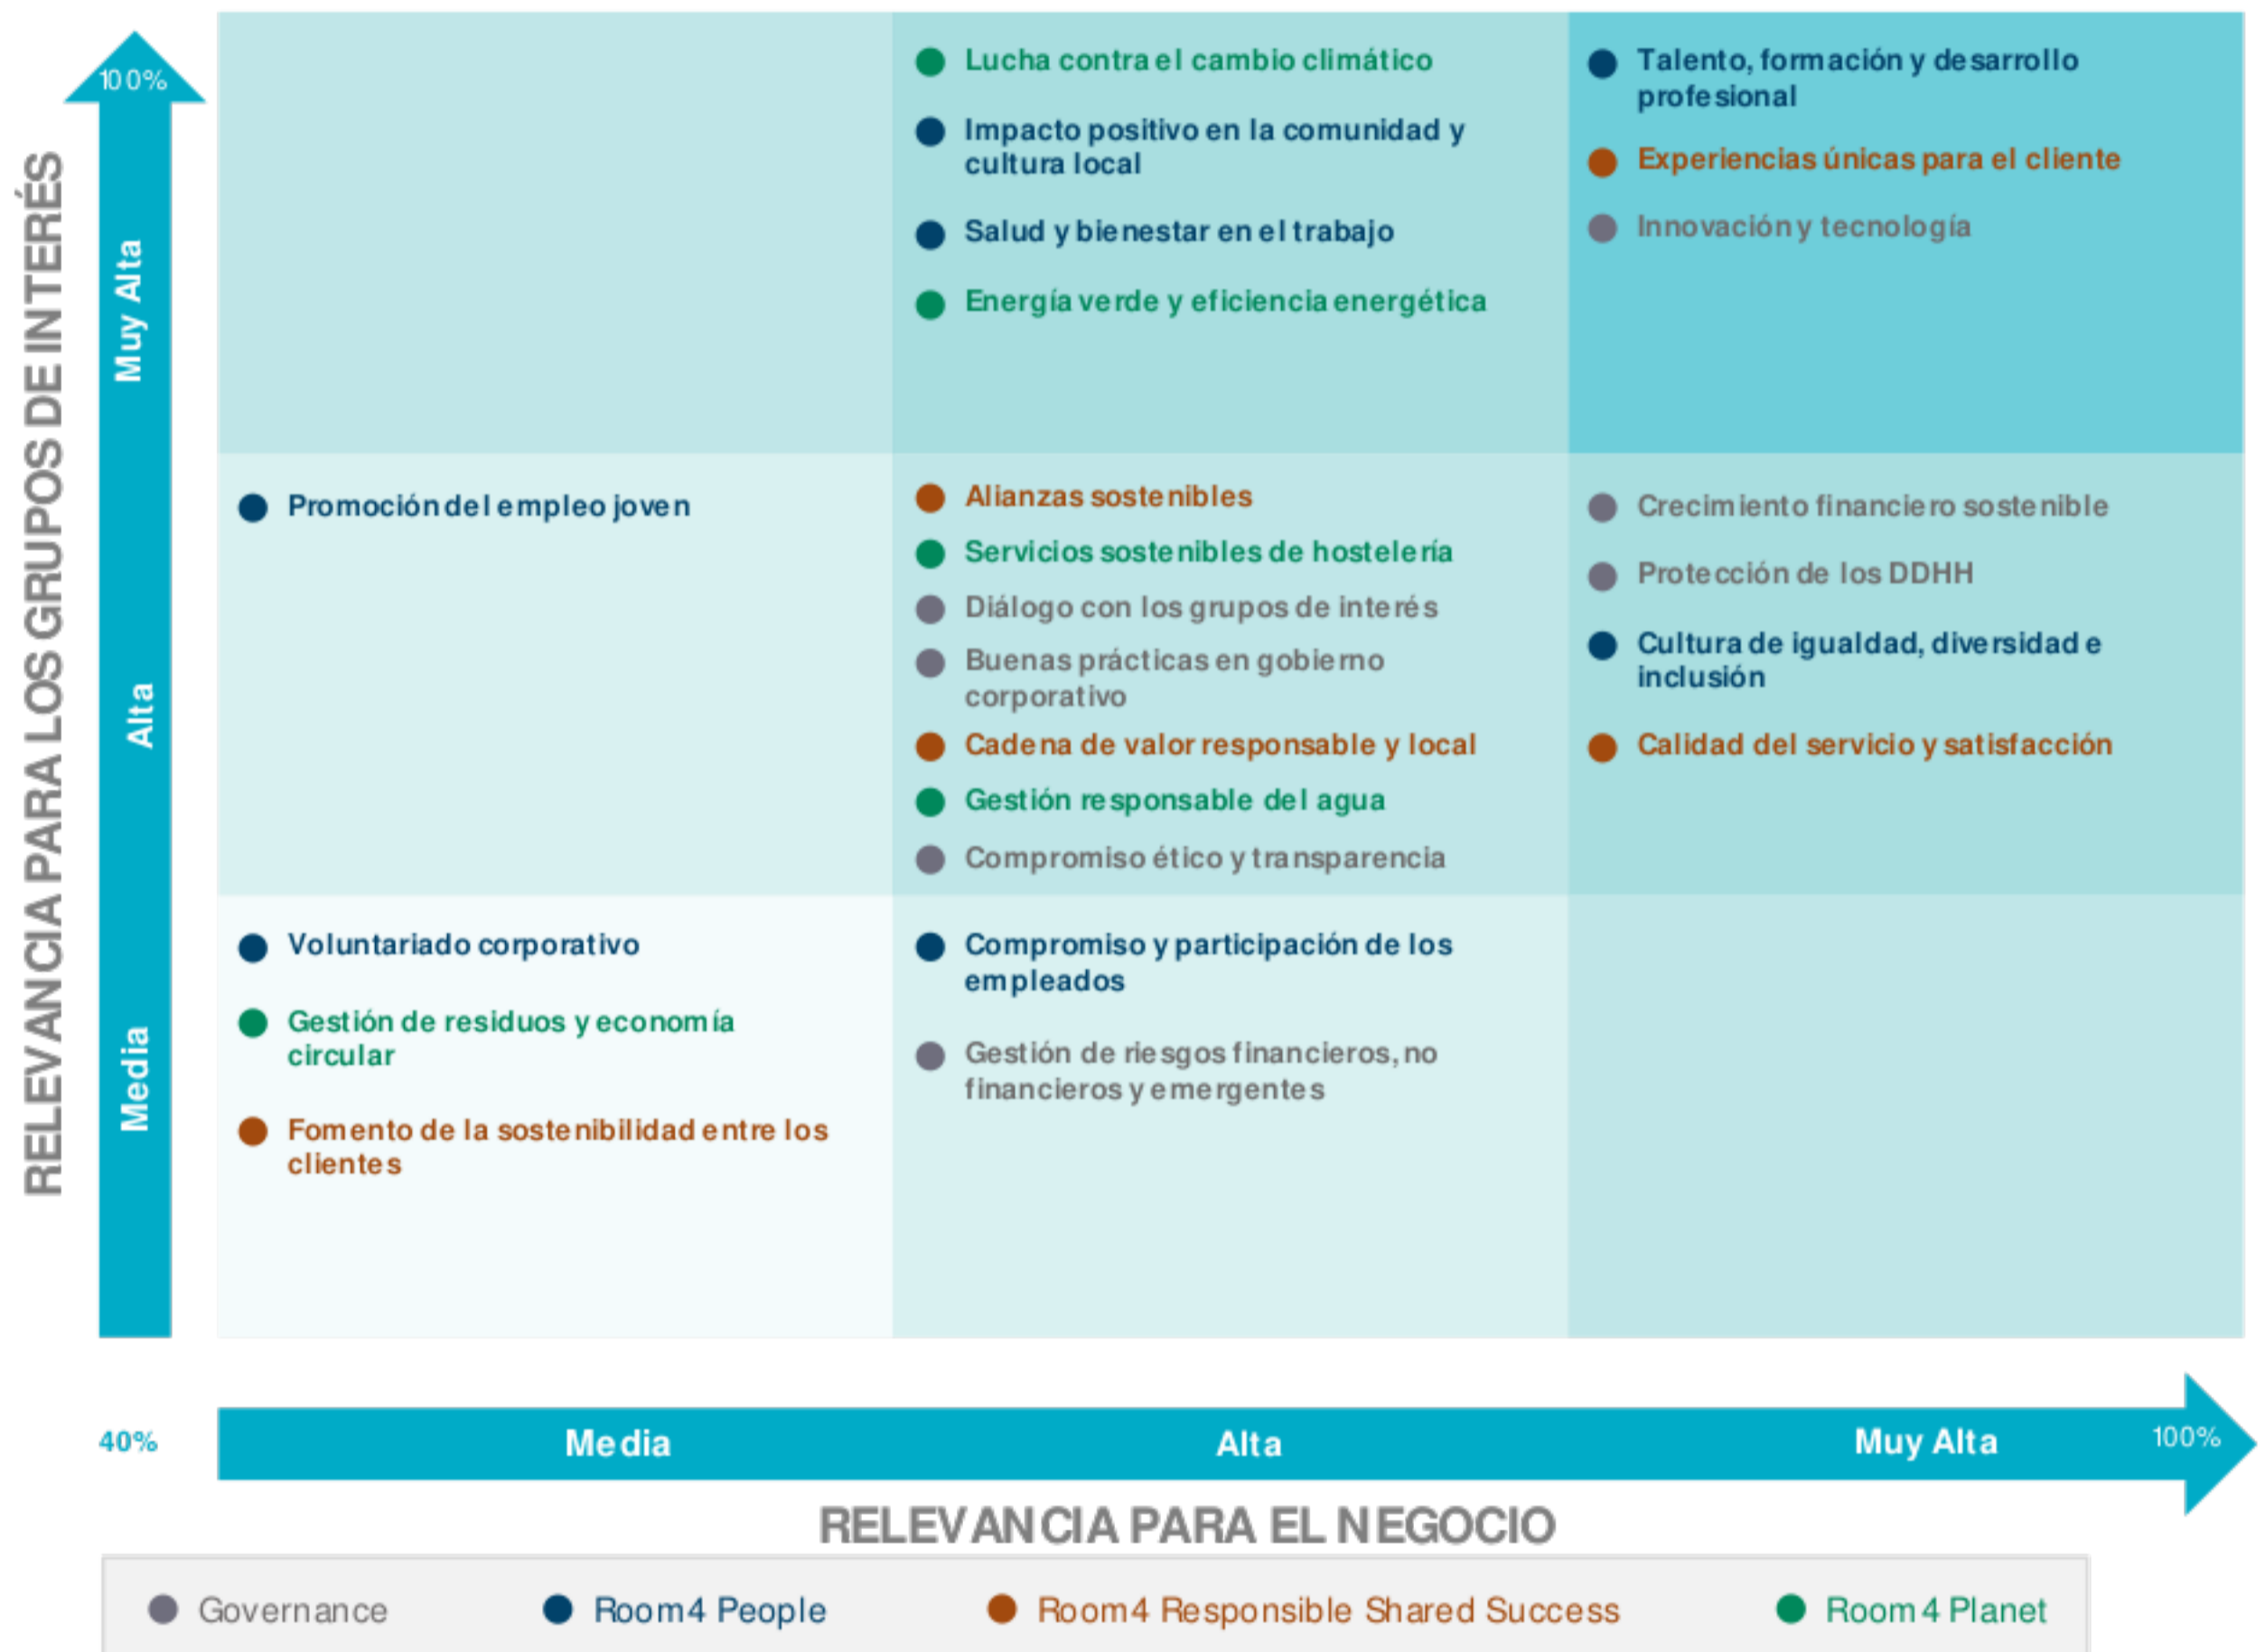 RELEVANCIA PARA LOS GRUPOS DE INTERÉS
100%
Muy Alta
Alta
Media
Lucha contra el cambio climático
Impacto positivo en la comunidad y
cultura local
Salud y bienestar en el trabajo
Energía verde y eficiencia energética
Talento, formación y desarrollo
profesional
Experiencias únicas para el cliente
Innovación y tecnología
Promoción del empleo joven
Alianzas sostenibles
Servicios sostenibles de hostelería
Diálogo con los grupos de interés
Buenas prácticas en gobierno
corporativo
Cadena de valor responsable y local
Gestión responsable del agua
Compromiso ético y transparencia
Crecimiento financiero sostenible
Protección de los DDHH
Cultura de igualdad, diversidad e
inclusión
Calidad del servicio y satisfacción
Voluntariado corporativo
Gestión de residuos y economía
circular
Fomento de la sostenibilidad entre los
clientes
Compromiso y participación de los
empleados
Gestión de riesgos financieros, no
financieros y emergentes
40%
Media
Alta
Muy Alta
100%
RELEVANCIA PARA EL NEGOCIO
Governance
Room4 People
Room4 Responsible Shared Success
Room4 Planet